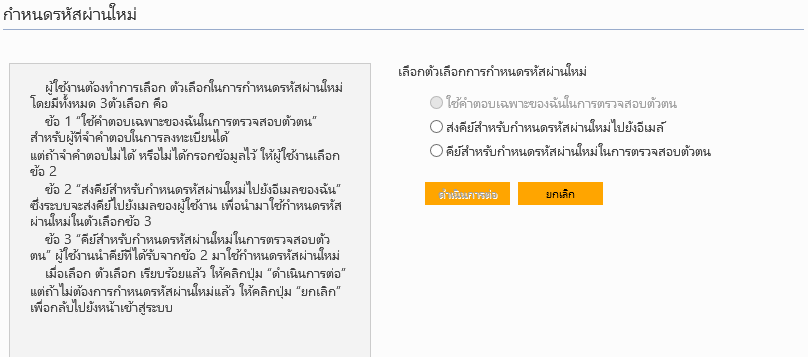 กำหนดรหัสผ่านใหม่
ผู้ใช้งานต้องทำการเลือก ตัวเลือกในการกำหนดรหัสผ่านใหม่
โดยมีทั้งหมด 3ตัวเลือก คือ
ข้อ 1 “ใช้คำตอบเฉพาะของฉันในการตรวจสอบตัวตน”
สำหรับผู้ที่จำคำตอบในการลงทะเบียนได้
แต่ถ้าจำคำตอบไม่ได้ หรือไม่ได้กรอกข้อมูลไว้ ให้ผู้ใช้งานเลือก
ข้อ 2
ข้อ 2 “ส่งคีย์สำหรับกำหนดรหัสผ่านใหม่ไปยังอีเมลของฉัน”
ซึ่งระบบจะส่งคีย์ไปยังเมลของผู้ใช้งาน เพื่อนำมาใช้กำหนดรหัส
ผ่านใหม่ในตัวเลือกข้อ 3
ข้อ 3 “คีย์สำหรับกำหนดรหัสผ่านใหม่ในการตรวจสอบตัว
ตน” ผู้ใช้งานนำคีย์ที่ได้รับจากข้อ 2 มาใช้กำหนดรหัสผ่านใหม่
เมื่อเลือก ตัวเลือก เรียบร้อยแล้ว ให้คลิกปุ่ม “ดำเนินการต่อ”
แต่ถ้าไม่ต้องการกำหนดรหัสผ่านใหม่แล้ว ให้คลิกปุ่ม “ยกเลิก”
เพื่อกลับไปยังหน้าเข้าสู่ระบบ
เลือกตัวเลือกการกำหนดรหัสผ่านใหม่
ใช้คำตอบเฉพาะของฉันในการตรวจสอบตัวตน
ส่งคีย์สำหรับกำหนดรหัสผ่านใหม่ไปยังอีเมล์
คีย์สำหรับกำหนดรหัสผ่านใหม่ในการตรวจสอบตัวตน
ดำเนินการต่อ ยกเลิก